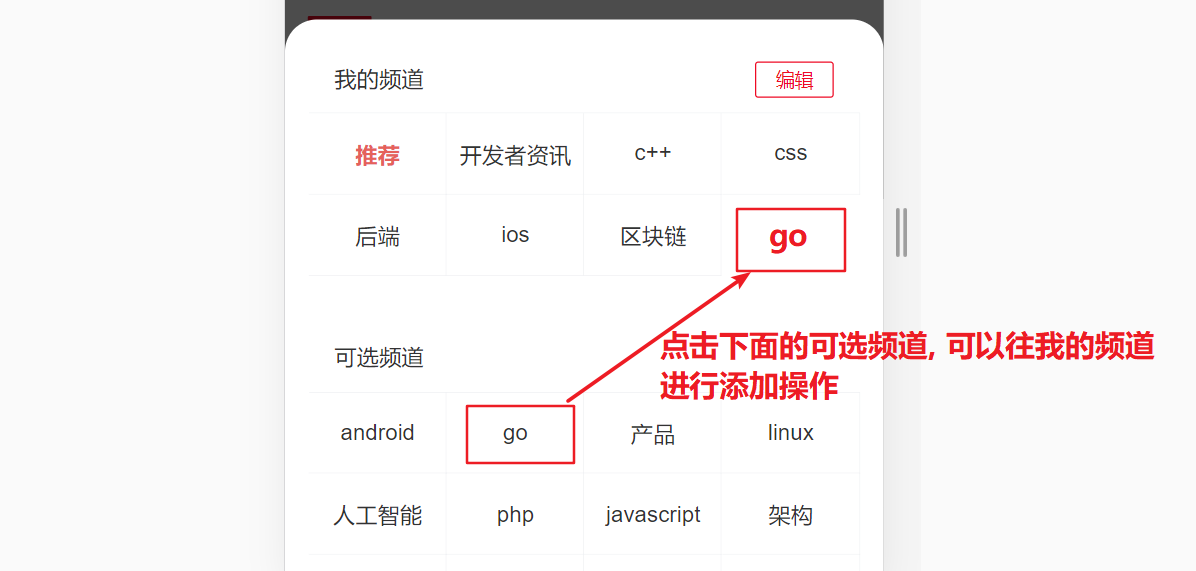 我的频道 编辑
推荐 开发者资讯 c++ css
后端 ios 区块链 go
点击下面的可选频道, 可以往我的频道
进行添加操作
可选频道
android go 产品 linux
人工智能 php javascript 架构